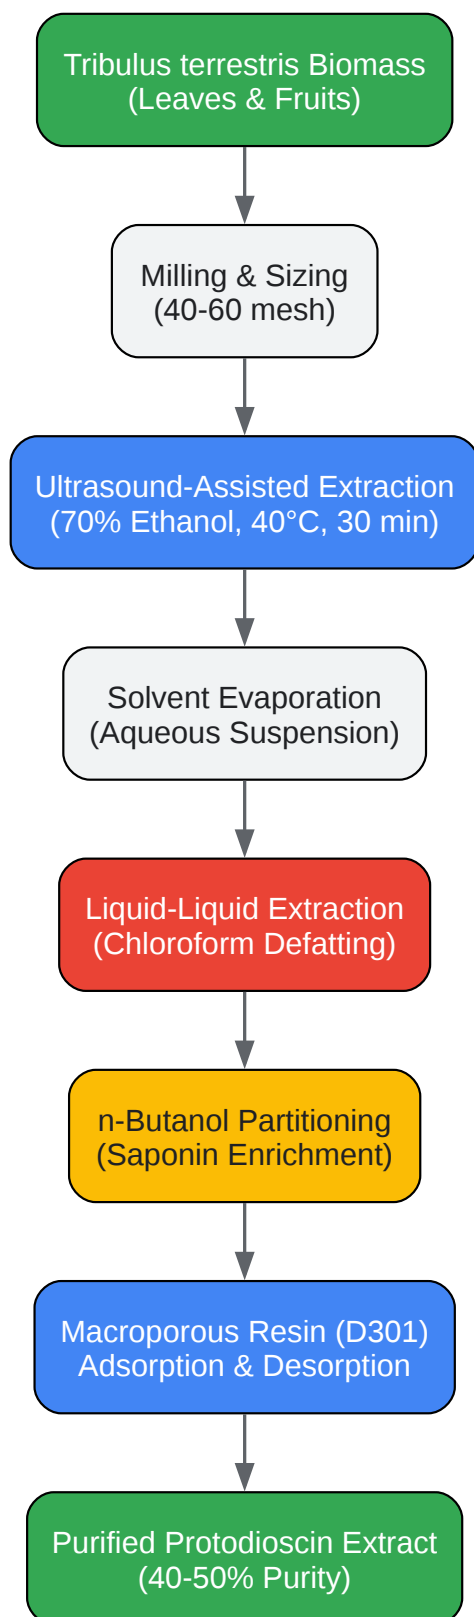 Tribulus terrestris Biomass
(Leaves & Fruits)
Milling & Sizing
(40-60 mesh)
Ultrasound-Assisted Extraction
(70% Ethanol, 40°C, 30 min)
Solvent Evaporation
(Aqueous Suspension)
Liquid-Liquid Extraction
(Chloroform Defatting)
n-Butanol Partitioning
(Saponin Enrichment)
Macroporous Resin (D301)
Adsorption & Desorption
Purified Protodioscin Extract
(40-50% Purity)